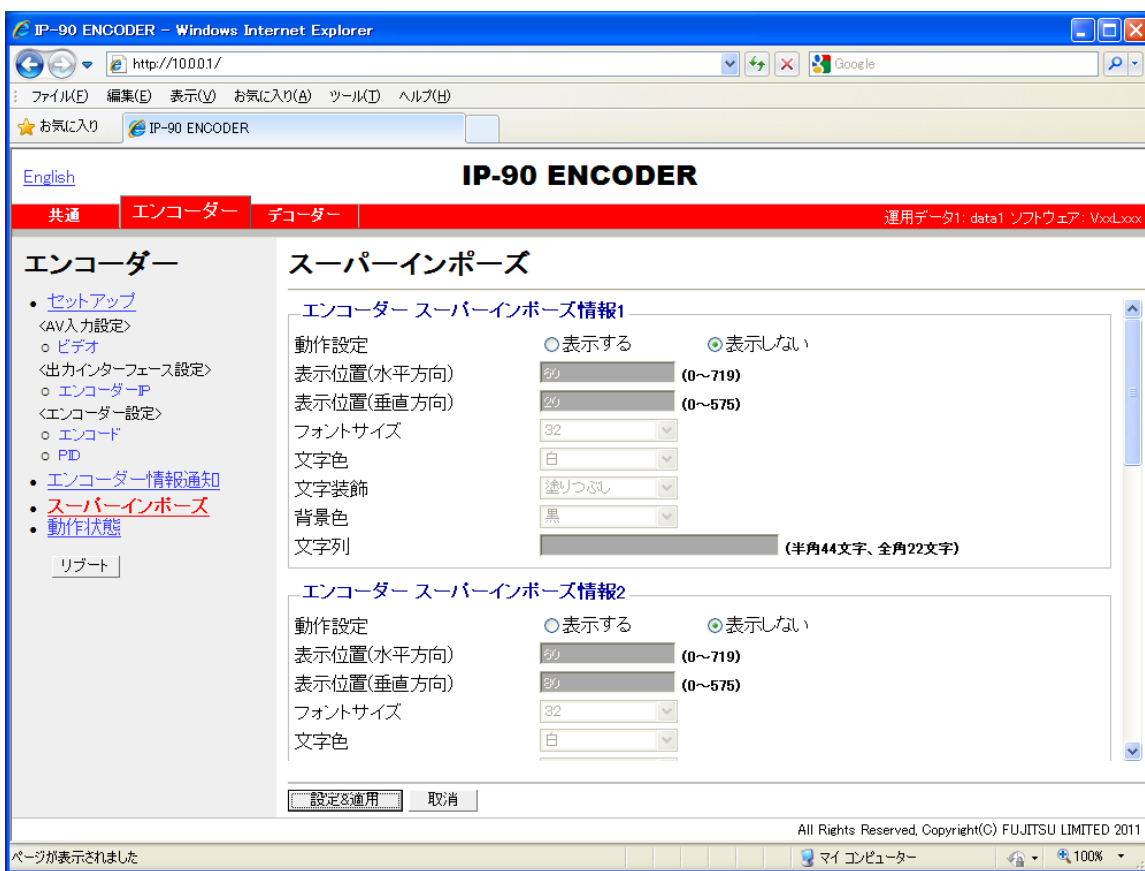 IP-90 ENCODER - Windows Internet Explorer
http://10.0.0.1/
Google
ファイル(F) 編集(E) 表示(V) お気に入り(A) ツール(T) ヘルプ(H)
お気に入り IP-90 ENCODER
English
IP-90 ENCODER
共通 エンコーダー デコーダー 運用データ1: data1 ソフトウェア: VxxLxxx
エンコーダー
セットアップ
<AV入力設定>
ビデオ
<出力インターフェース設定>
エンコーダーIP
<エンコーダー設定>
エンコード
PID
エンコーダー情報通知
スーパーインポーズ
動作状態
リブート
スーパーインポーズ
エンコーダー スーパーインポーズ情報1
動作設定 表示する 表示しない
表示位置(水平方向) 60 (0~719)
表示位置(垂直方向) 20 (0~575)
フォントサイズ 32
文字色 白
文字装飾 塗りつぶし
背景色 黒
文字列 (半角44文字、全角22文字)
エンコーダー スーパーインポーズ情報2
動作設定 表示する 表示しない
表示位置(水平方向) 60 (0~719)
表示位置(垂直方向) 80 (0~575)
フォントサイズ 32
文字色 白
設定&適用 取消
All Rights Reserved, Copyright(C) FUJITSU LIMITED 2011
ページが表示されました マイ コンピューター 100%